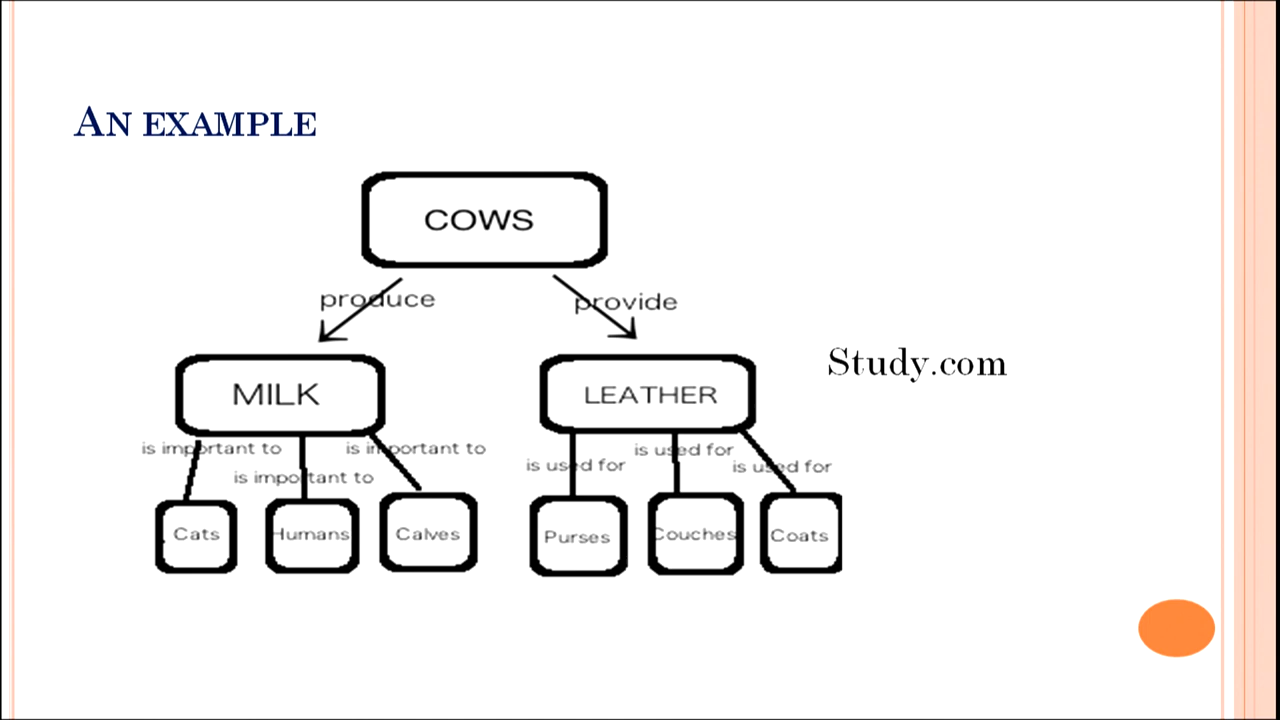 AN EXAMPLE
COWS
produce
provide
MILK
LEATHER
Study.com
is important to
is important to
is important to
is used for
is used for
is used for
Cats
Humans
Calves
Purses
Couches
Coats